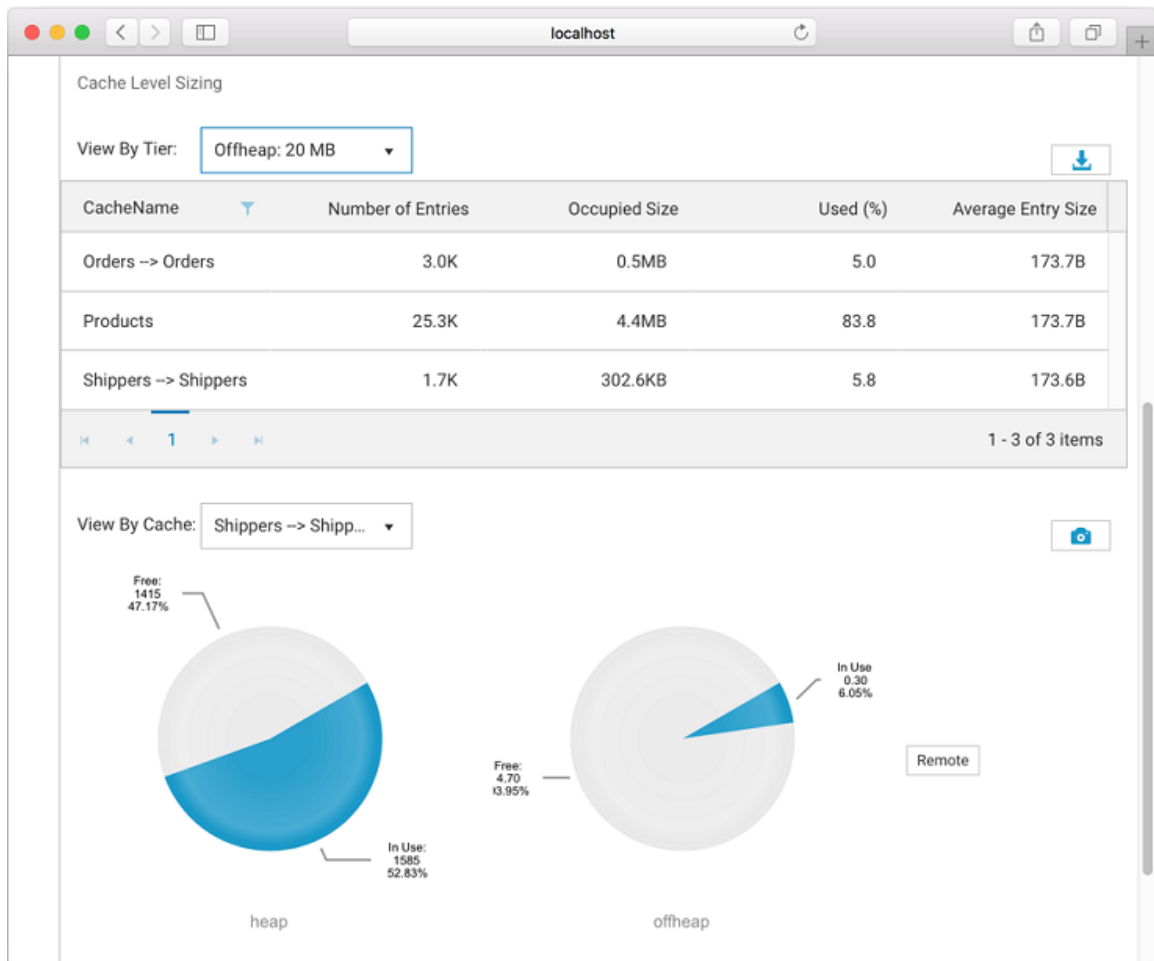 localhost
Cache Level Sizing
View By Tier: Offheap: 20 MB
CacheName Number of Entries Occupied Size Used (%) Average Entry Size
Orders --> Orders 3.0K 0.5MB 5.0 173.7B
Products 25.3K 4.4MB 83.8 173.7B
Shippers --> Shippers 1.7K 302.6KB 5.8 173.6B
1 1 - 3 of 3 items
View By Cache: Shippers --> Shipp...
Free:
1415
47.17%
In Use:
1585
52.83%
heap
In Use
0.30
6.05%
Free:
4.70
3.95%
offheap
Remote